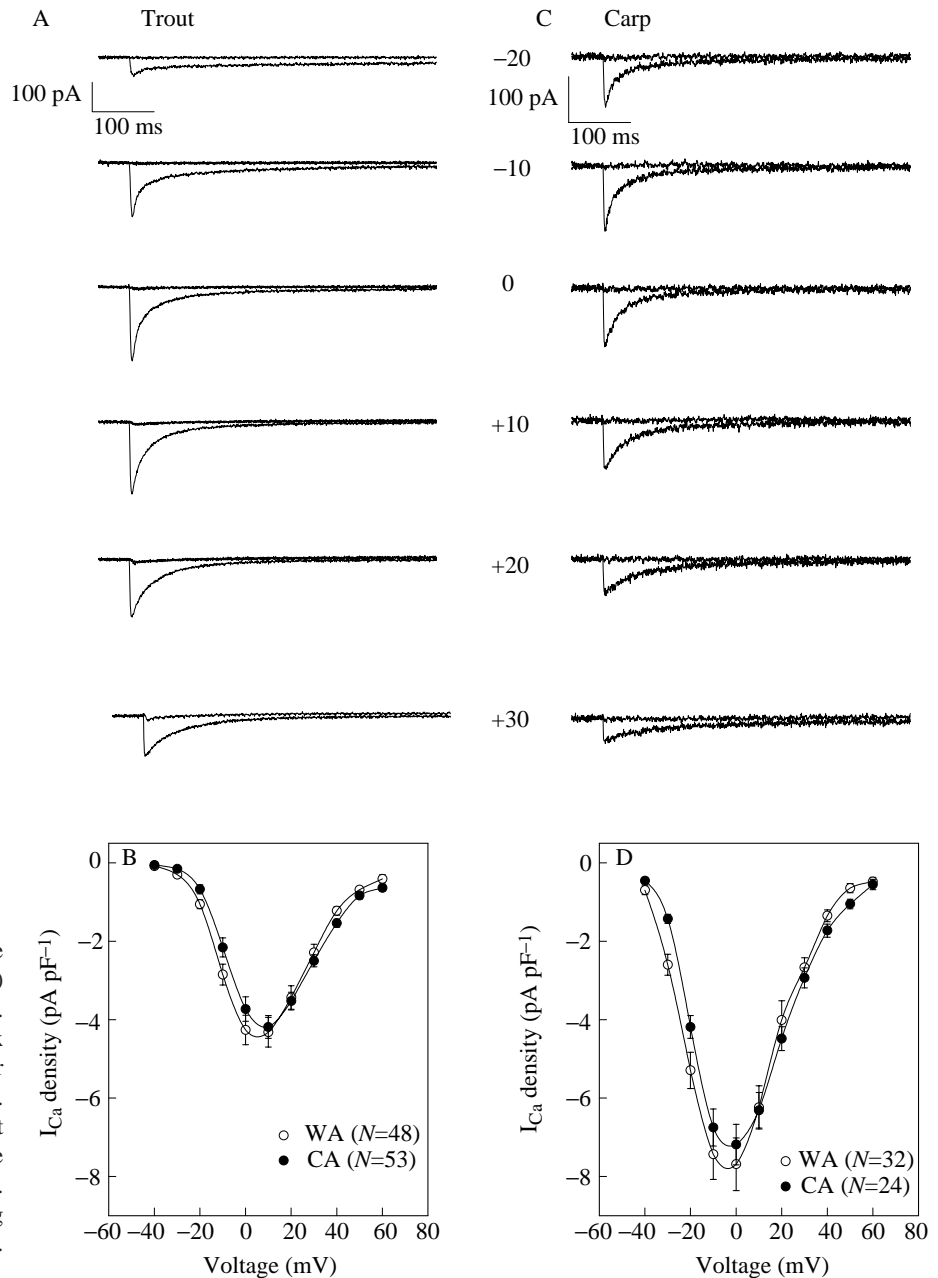 A Trout C Carp
−20
100 pA 100 pA
100 ms 100 ms
−10
0
+10
+20
+30
B D
0 0
−2 −2
−4 −4
−6 −6
−8 −8
I_Ca density (pA pF⁻¹) I_Ca density (pA pF⁻¹)
WA (N=48) WA (N=32)
CA (N=53) CA (N=24)
−60 −40 −20 0 20 40 60 80 −60 −40 −20 0 20 40 60 80
Voltage (mV) Voltage (mV)